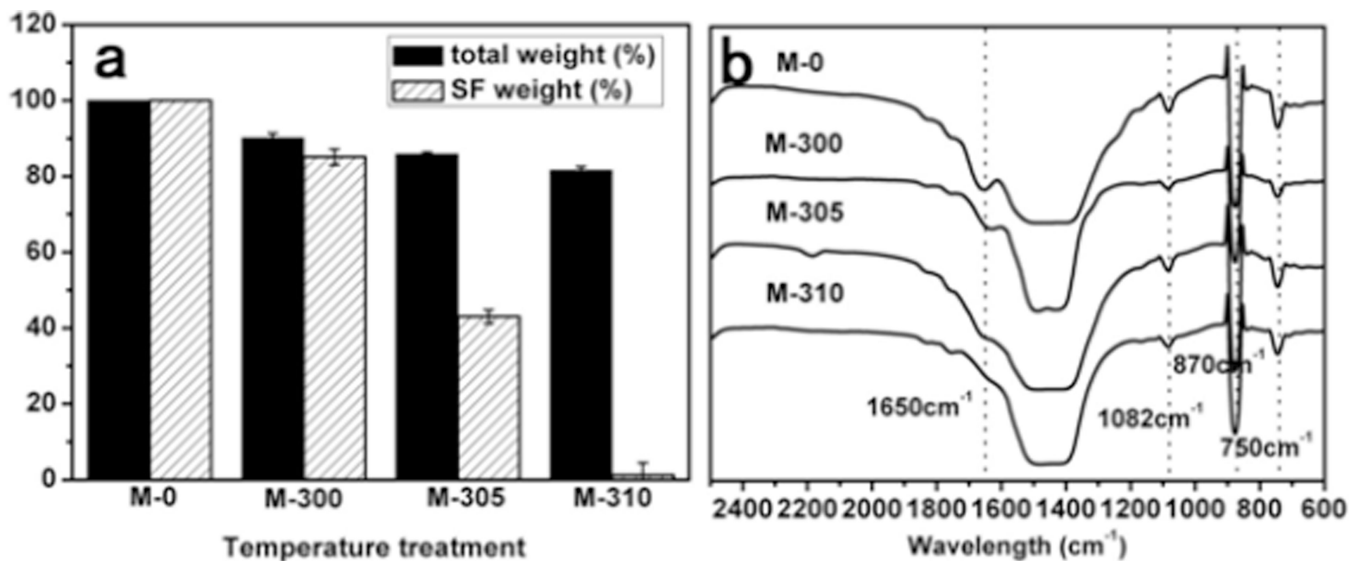 120
100
80
60
40
20
0
a
total weight (%)
SF weight (%)
M-0 M-300 M-305 M-310
Temperature treatment
b
M-0
M-300
M-305
M-310
1650cm⁻¹
1082cm⁻¹
870cm⁻¹
750cm⁻¹
2400 2200 2000 1800 1600 1400 1200 1000 800 600
Wavelength (cm⁻¹)